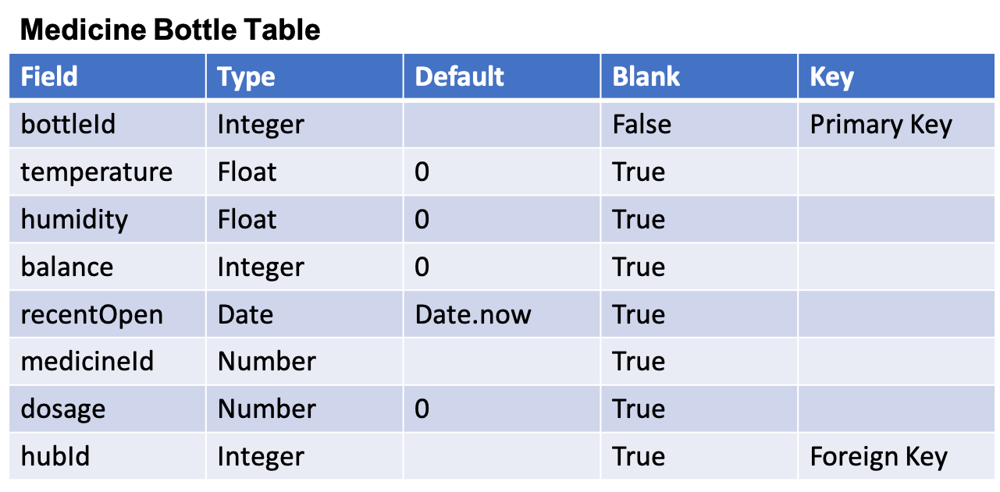 Medicine Bottle Table
Field Type Default Blank Key
bottleId Integer False Primary Key
temperature Float 0 True
humidity Float 0 True
balance Integer 0 True
recentOpen Date Date.now True
medicineId Number True
dosage Number 0 True
hubId Integer True Foreign Key